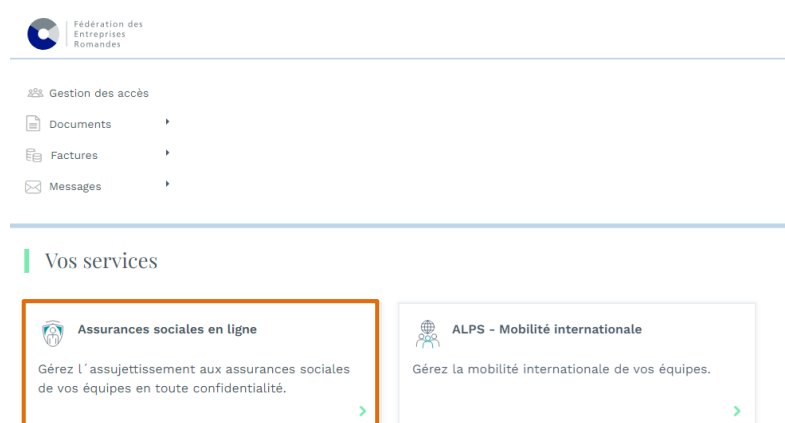 Fédération des
Entreprises
Romandes
Gestion des accès
Documents
Factures
Messages
Vos services
Assurances sociales en ligne
Gérez l´assujettissement aux assurances sociales
de vos équipes en toute confidentialité.
ALPS - Mobilité internationale
Gérez la mobilité internationale de vos équipes.